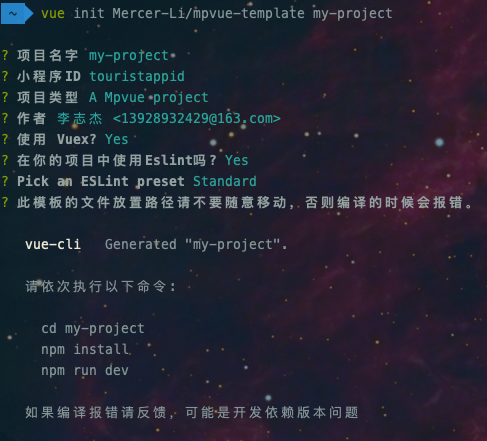 ~ vue init Mercer-Li/mpvue-template my-project
? 项目名字 my-project
? 小程序ID touristappid
? 项目类型 A Mpvue project
? 作者 李志杰 <13928932429@163.com>
? 使用 Vuex? Yes
? 在你的项目中使用Eslint吗? Yes
? Pick an ESLint preset Standard
? 此模板的文件放置路径请不要随意移动，否则编译的时候会报错。
vue-cli Generated "my-project".
请依次执行以下命令:
cd my-project
npm install
npm run dev
如果编译报错请反馈, 可能是开发依赖版本问题